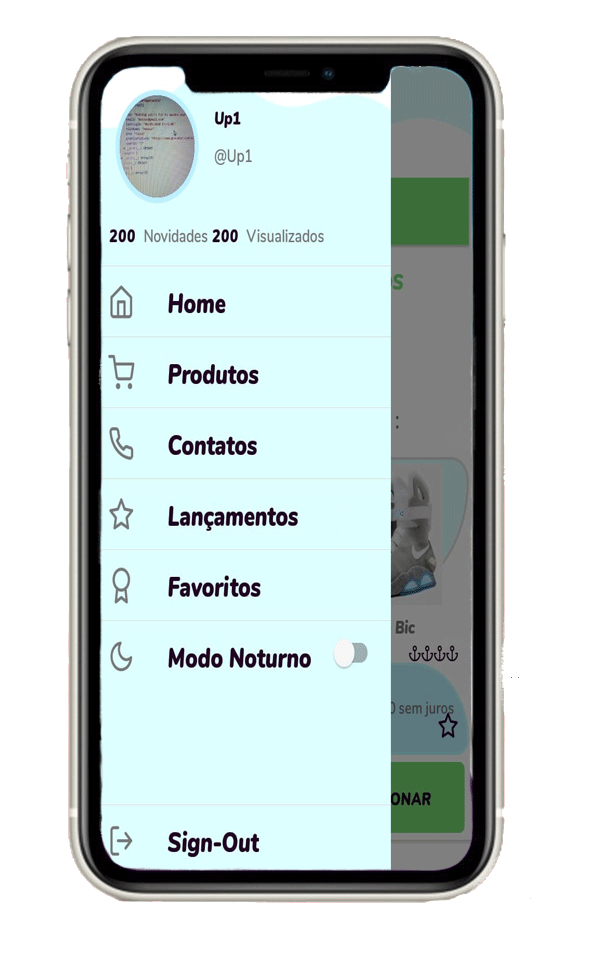 Up1
@Up1
200 Novidades 200 Visualizados
Home
Produtos
Contatos
Lançamentos
Favoritos
Modo Noturno
Sign-Out
:
Bic
0 sem juros
ONAR